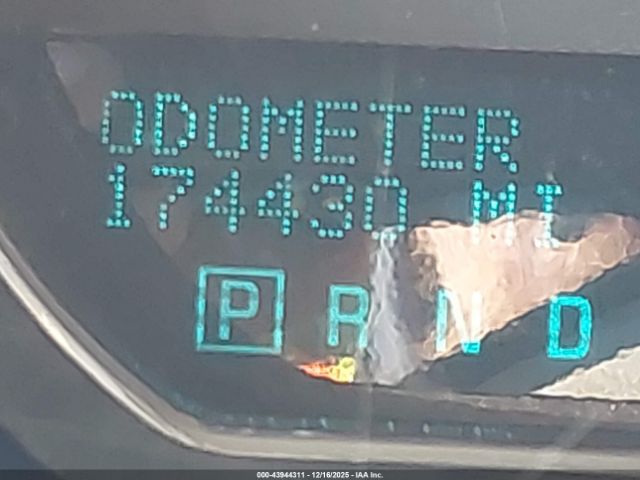 ODOMETER
174430 MI
P R N D
000-43944311 - 12/16/2025 - IAA Inc.